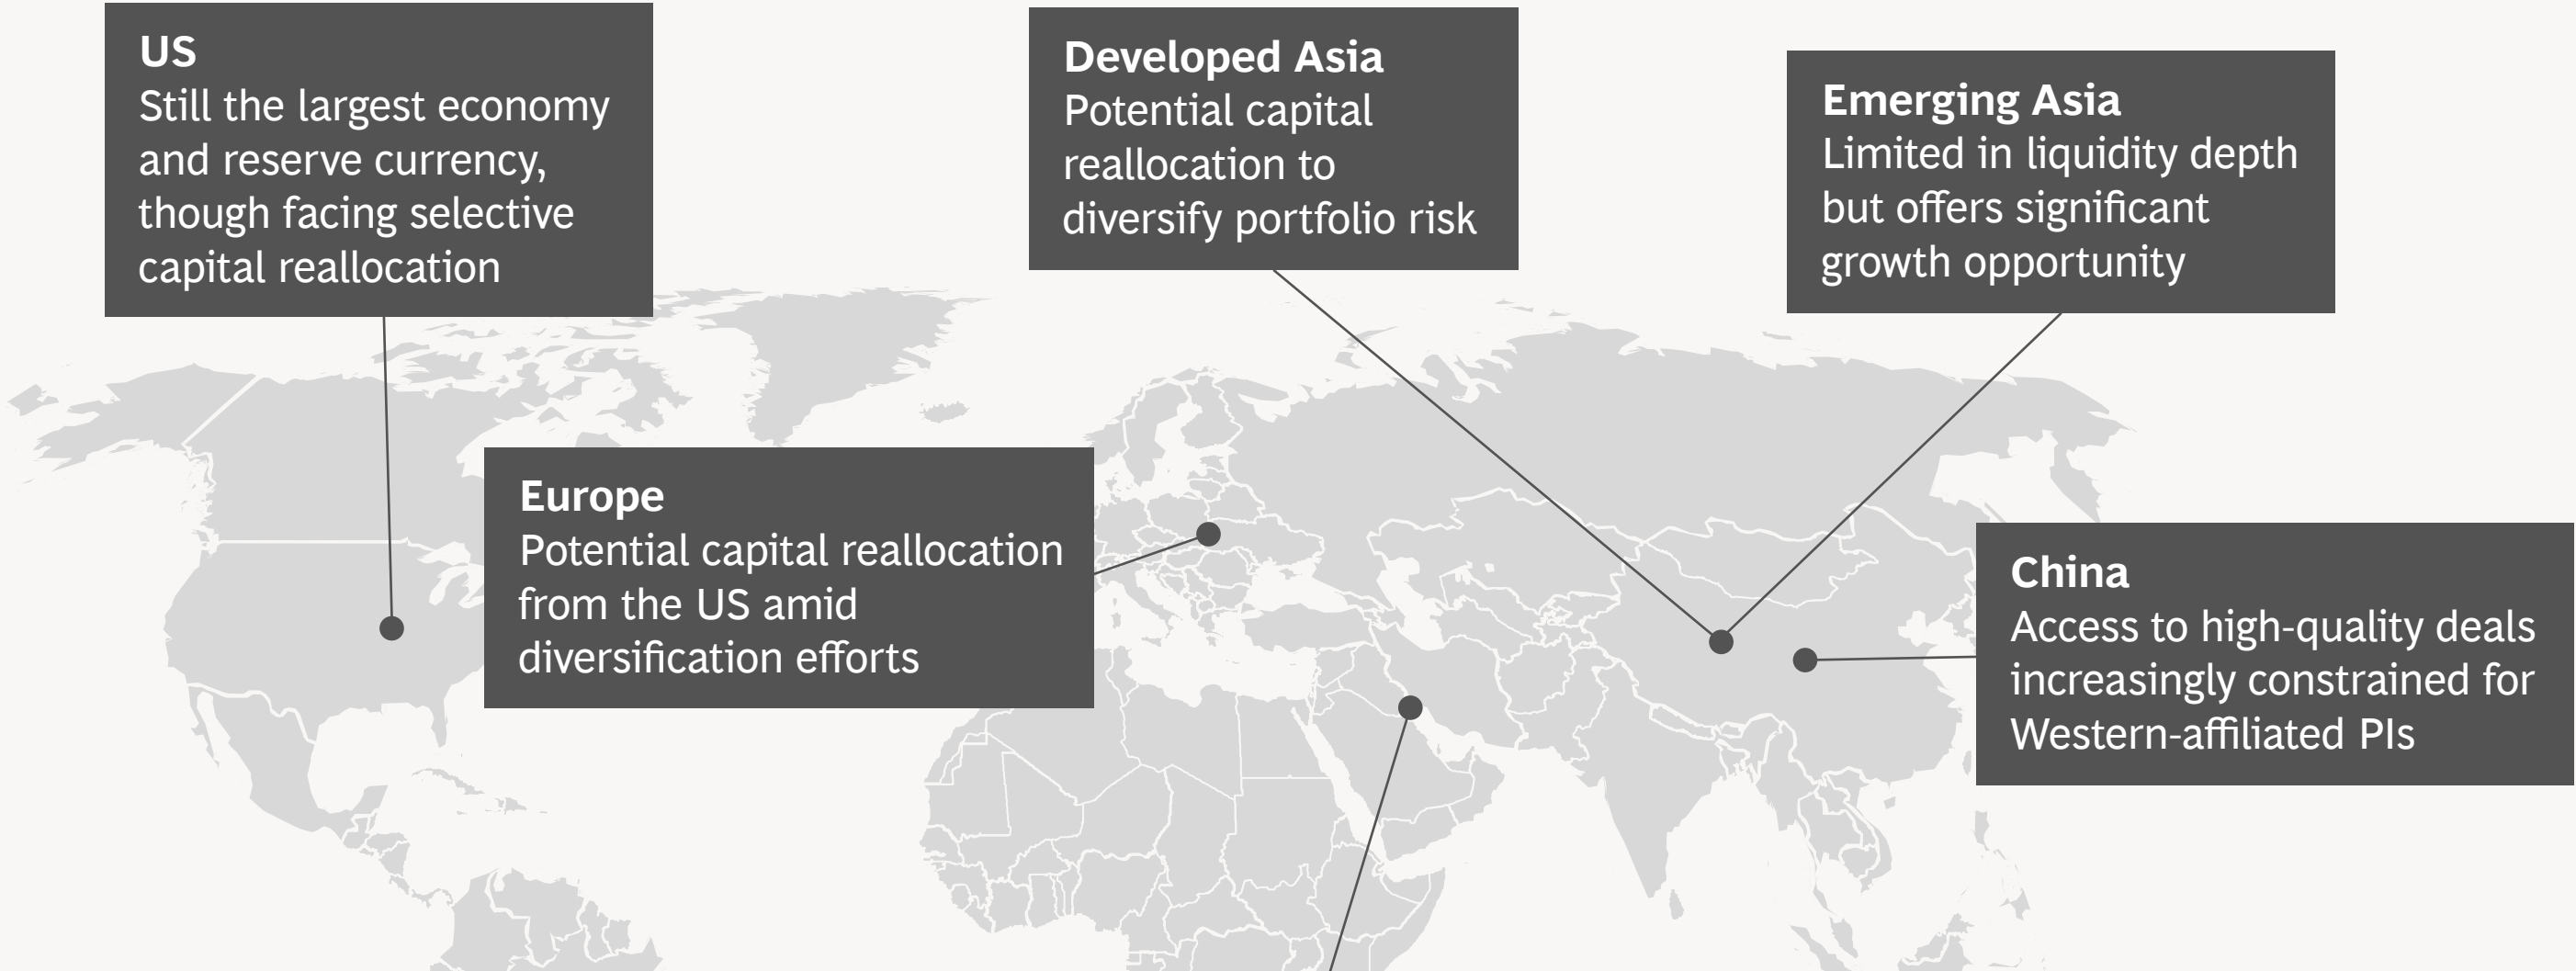 US
Still the largest economy
and reserve currency,
though facing selective
capital reallocation
Developed Asia
Potential capital
reallocation to
diversify portfolio risk
Emerging Asia
Limited in liquidity depth
but offers significant
growth opportunity
Europe
Potential capital reallocation
from the US amid
diversification efforts
China
Access to high-quality deals
increasingly constrained for
Western-affiliated PIs